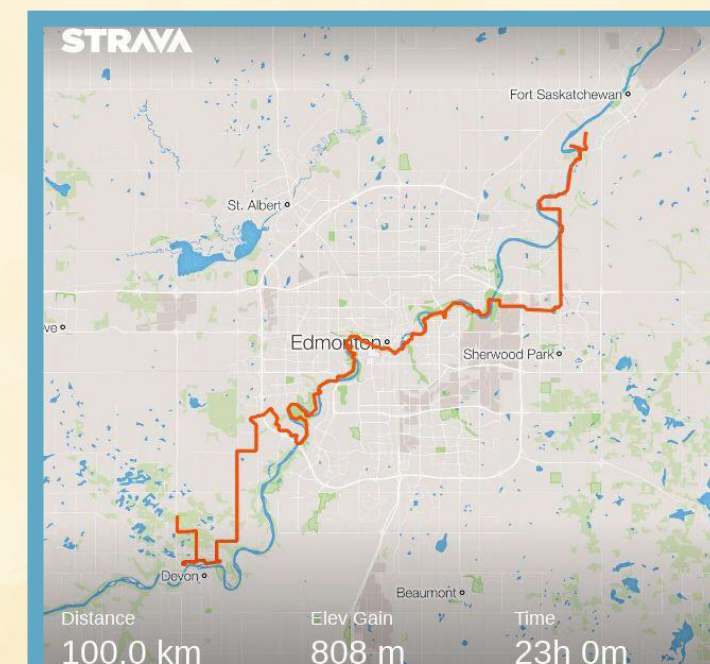 STRAVA
Fort Saskatchewan
St. Albert
ve
Edmonton
Sherwood Park
Devon
Beaumont
Distance
Elev Gain
Time
100.0 km
808 m
23h 0m